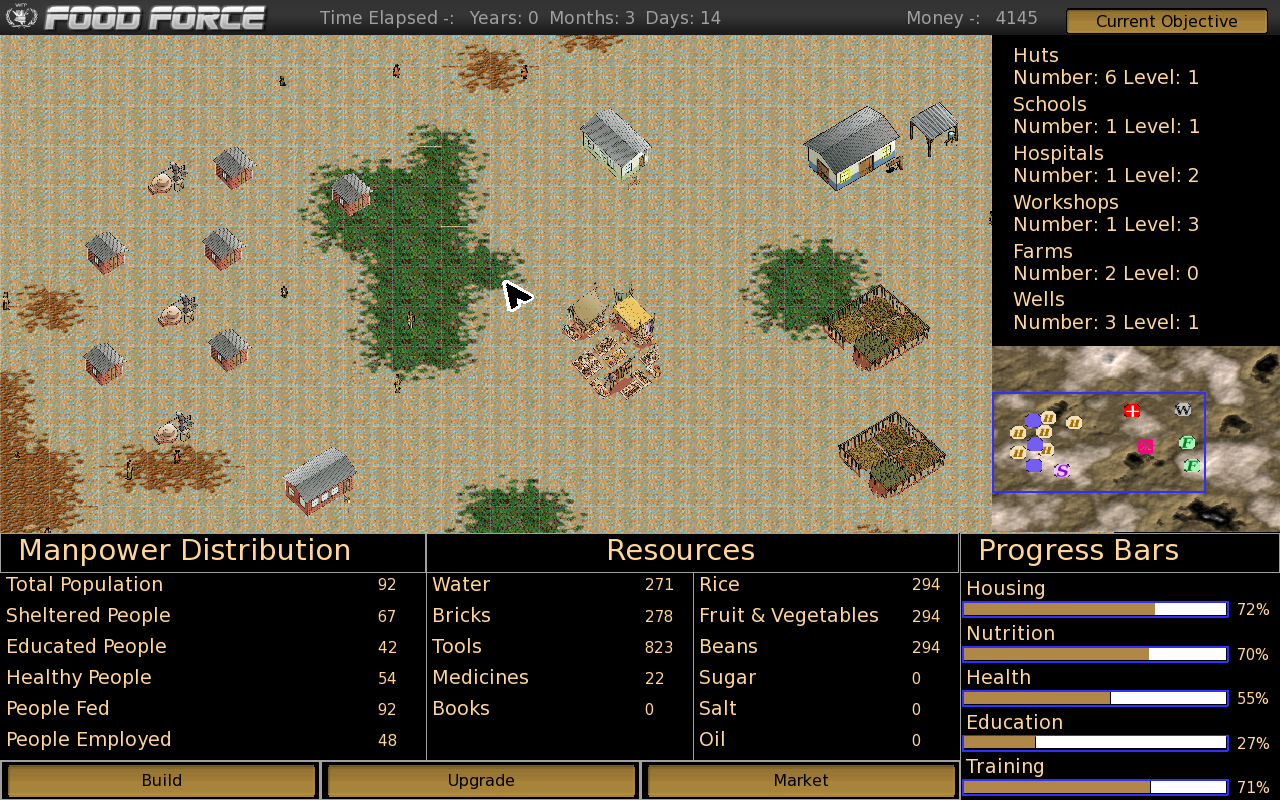 WFP
FOOD FORCE
Time Elapsed -: Years: 0 Months: 3 Days: 14
Money -: 4145
Current Objective
Huts
Number: 6 Level: 1
Schools
Number: 1 Level: 1
Hospitals
Number: 1 Level: 2
Workshops
Number: 1 Level: 3
Farms
Number: 2 Level: 0
Wells
Number: 3 Level: 1
H
H
H
H
H
H
S
W
F
F
Manpower Distribution
Total Population 92
Sheltered People 67
Educated People 42
Healthy People 54
People Fed 92
People Employed 48
Resources
Water 271
Bricks 278
Tools 823
Medicines 22
Books 0
Rice 294
Fruit & Vegetables 294
Beans 294
Sugar 0
Salt 0
Oil 0
Progress Bars
Housing
72%
Nutrition
70%
Health
55%
Education
27%
Training
71%
Build
Upgrade
Market